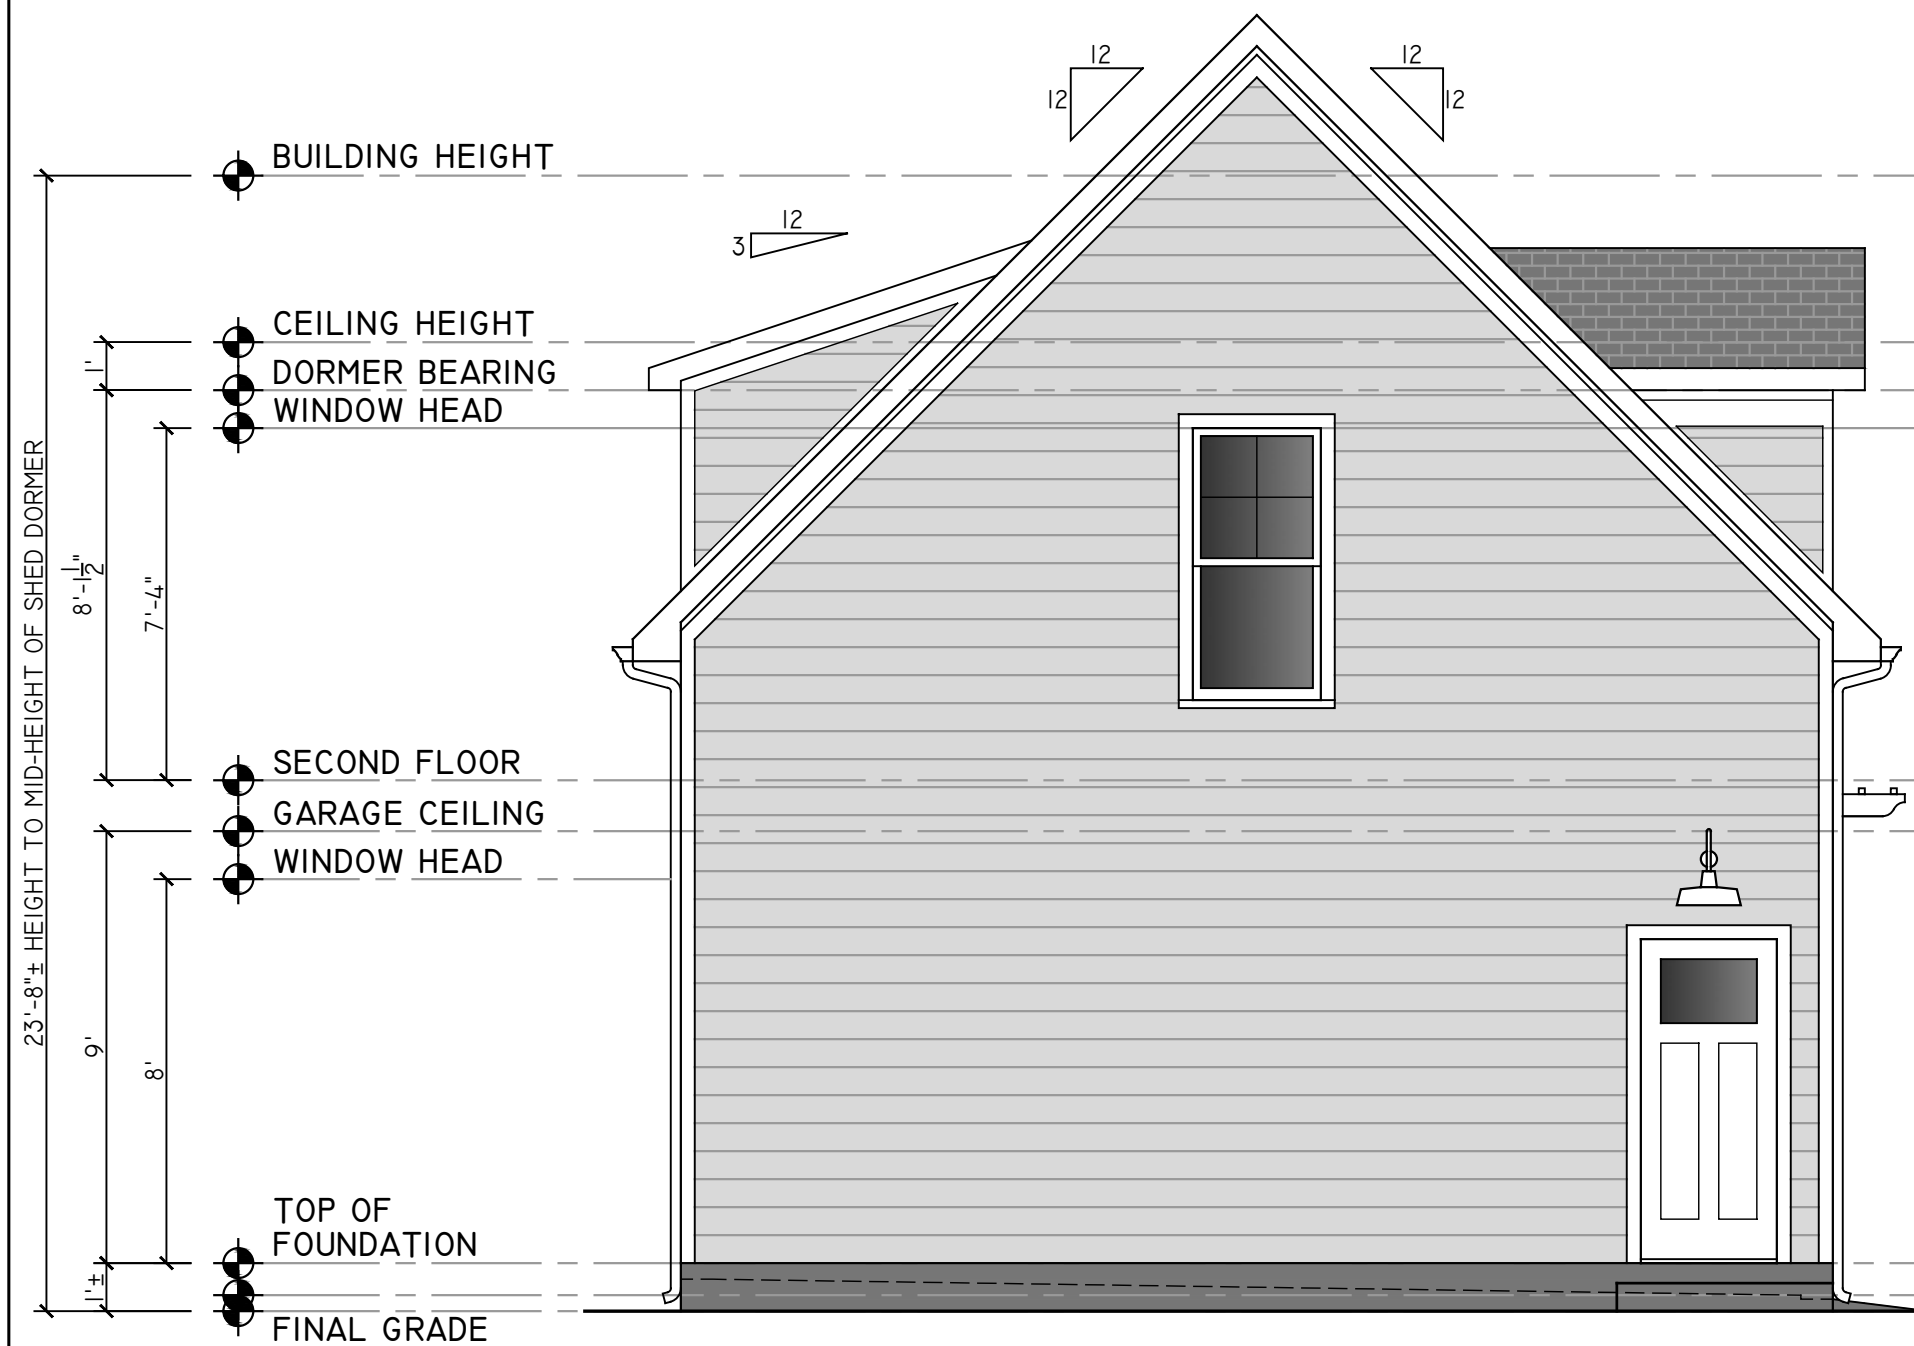 12
12
12
12
BUILDING HEIGHT
12
3
CEILING HEIGHT
1'
DORMER BEARING
WINDOW HEAD
23'-8"± HEIGHT TO MID-HEIGHT OF SHED DORMER
8'-1 1/2"
7'-4"
SECOND FLOOR
GARAGE CEILING
WINDOW HEAD
9'
8'
TOP OF
FOUNDATION
1'±
FINAL GRADE